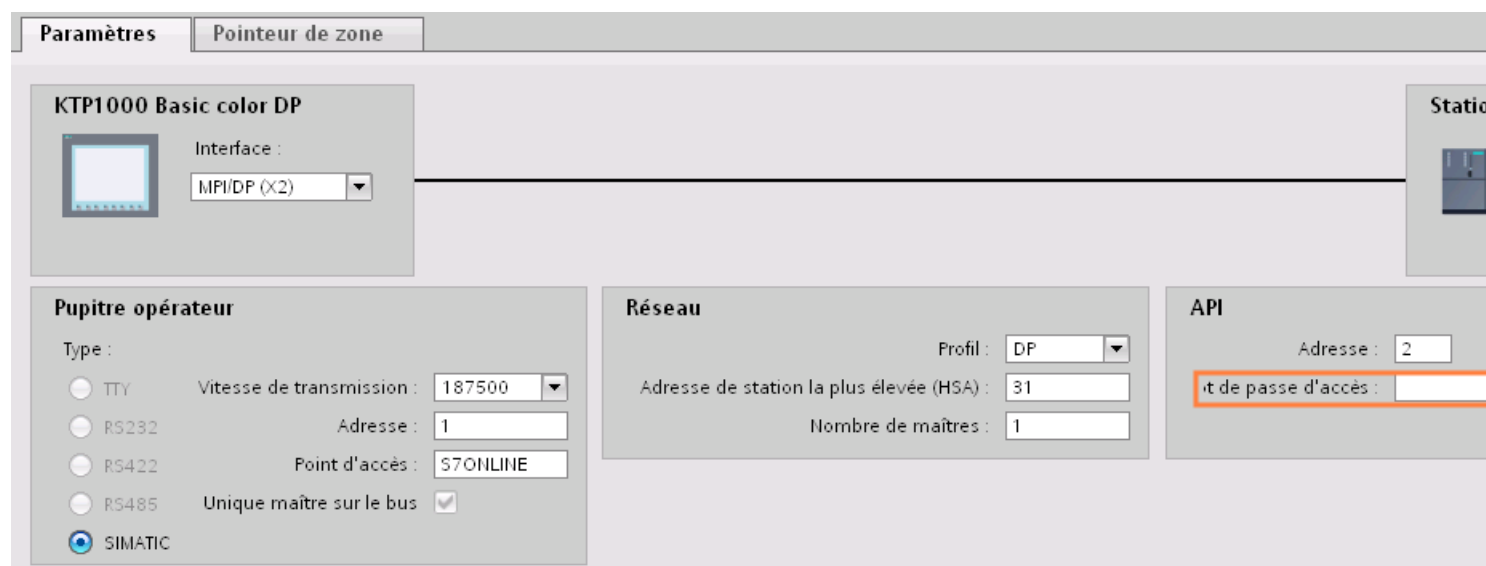 Paramètres
Pointeur de zone
KTP1000 Basic color DP
Interface :
MPI/DP (X2)
Statio
Pupitre opérateur
Type :
TTY
Vitesse de transmission : 187500
RS232
Adresse : 1
RS422
Point d'accès : S7ONLINE
RS485
Unique maître sur le bus
SIMATIC
Réseau
Profil : DP
Adresse de station la plus élevée (HSA) : 31
Nombre de maîtres : 1
API
Adresse : 2
t de passe d'accès :